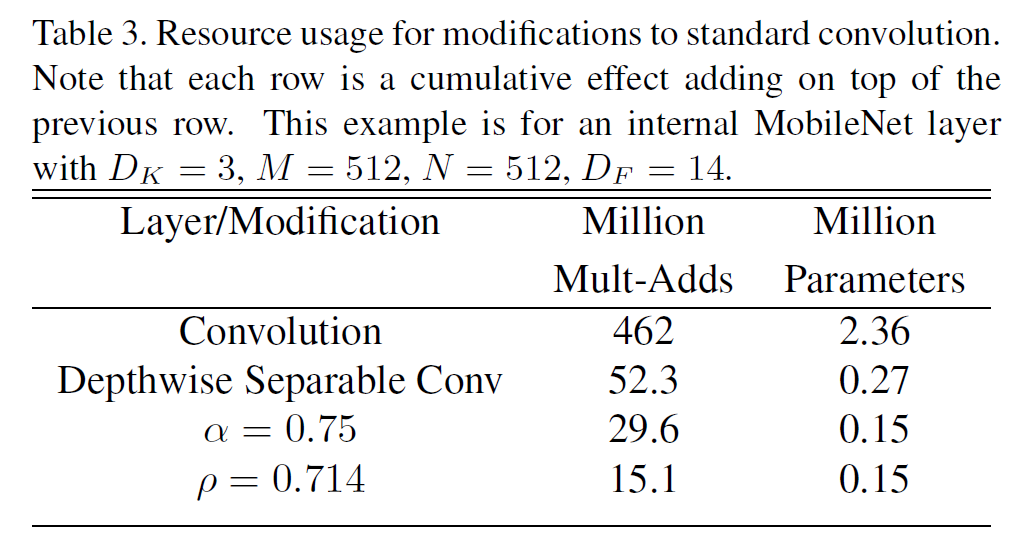 Table 3. Resource usage for modifications to standard convolution.
Note that each row is a cumulative effect adding on top of the
previous row. This example is for an internal MobileNet layer
with D_K = 3, M = 512, N = 512, D_F = 14.
Layer/Modification Million Million
Mult-Adds Parameters
Convolution 462 2.36
Depthwise Separable Conv 52.3 0.27
α = 0.75 29.6 0.15
ρ = 0.714 15.1 0.15